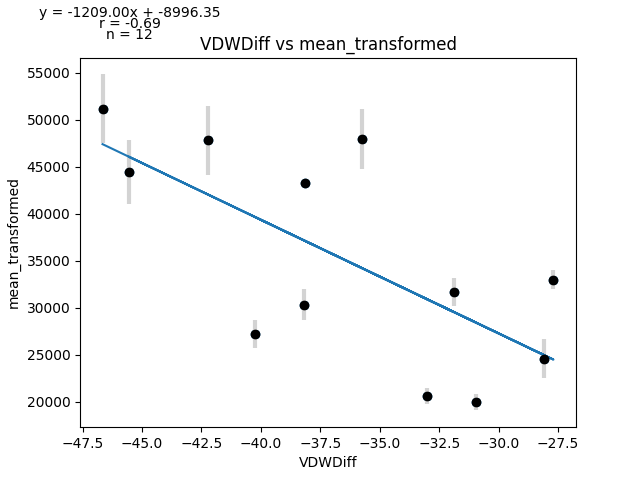 y = -1209.00x + -8996.35
r = -0.69
n = 12
VDWDiff vs mean_transformed
55000
50000
45000
40000
35000
30000
25000
20000
mean_transformed
−47.5 −45.0 −42.5 −40.0 −37.5 −35.0 −32.5 −30.0 −27.5
VDWDiff